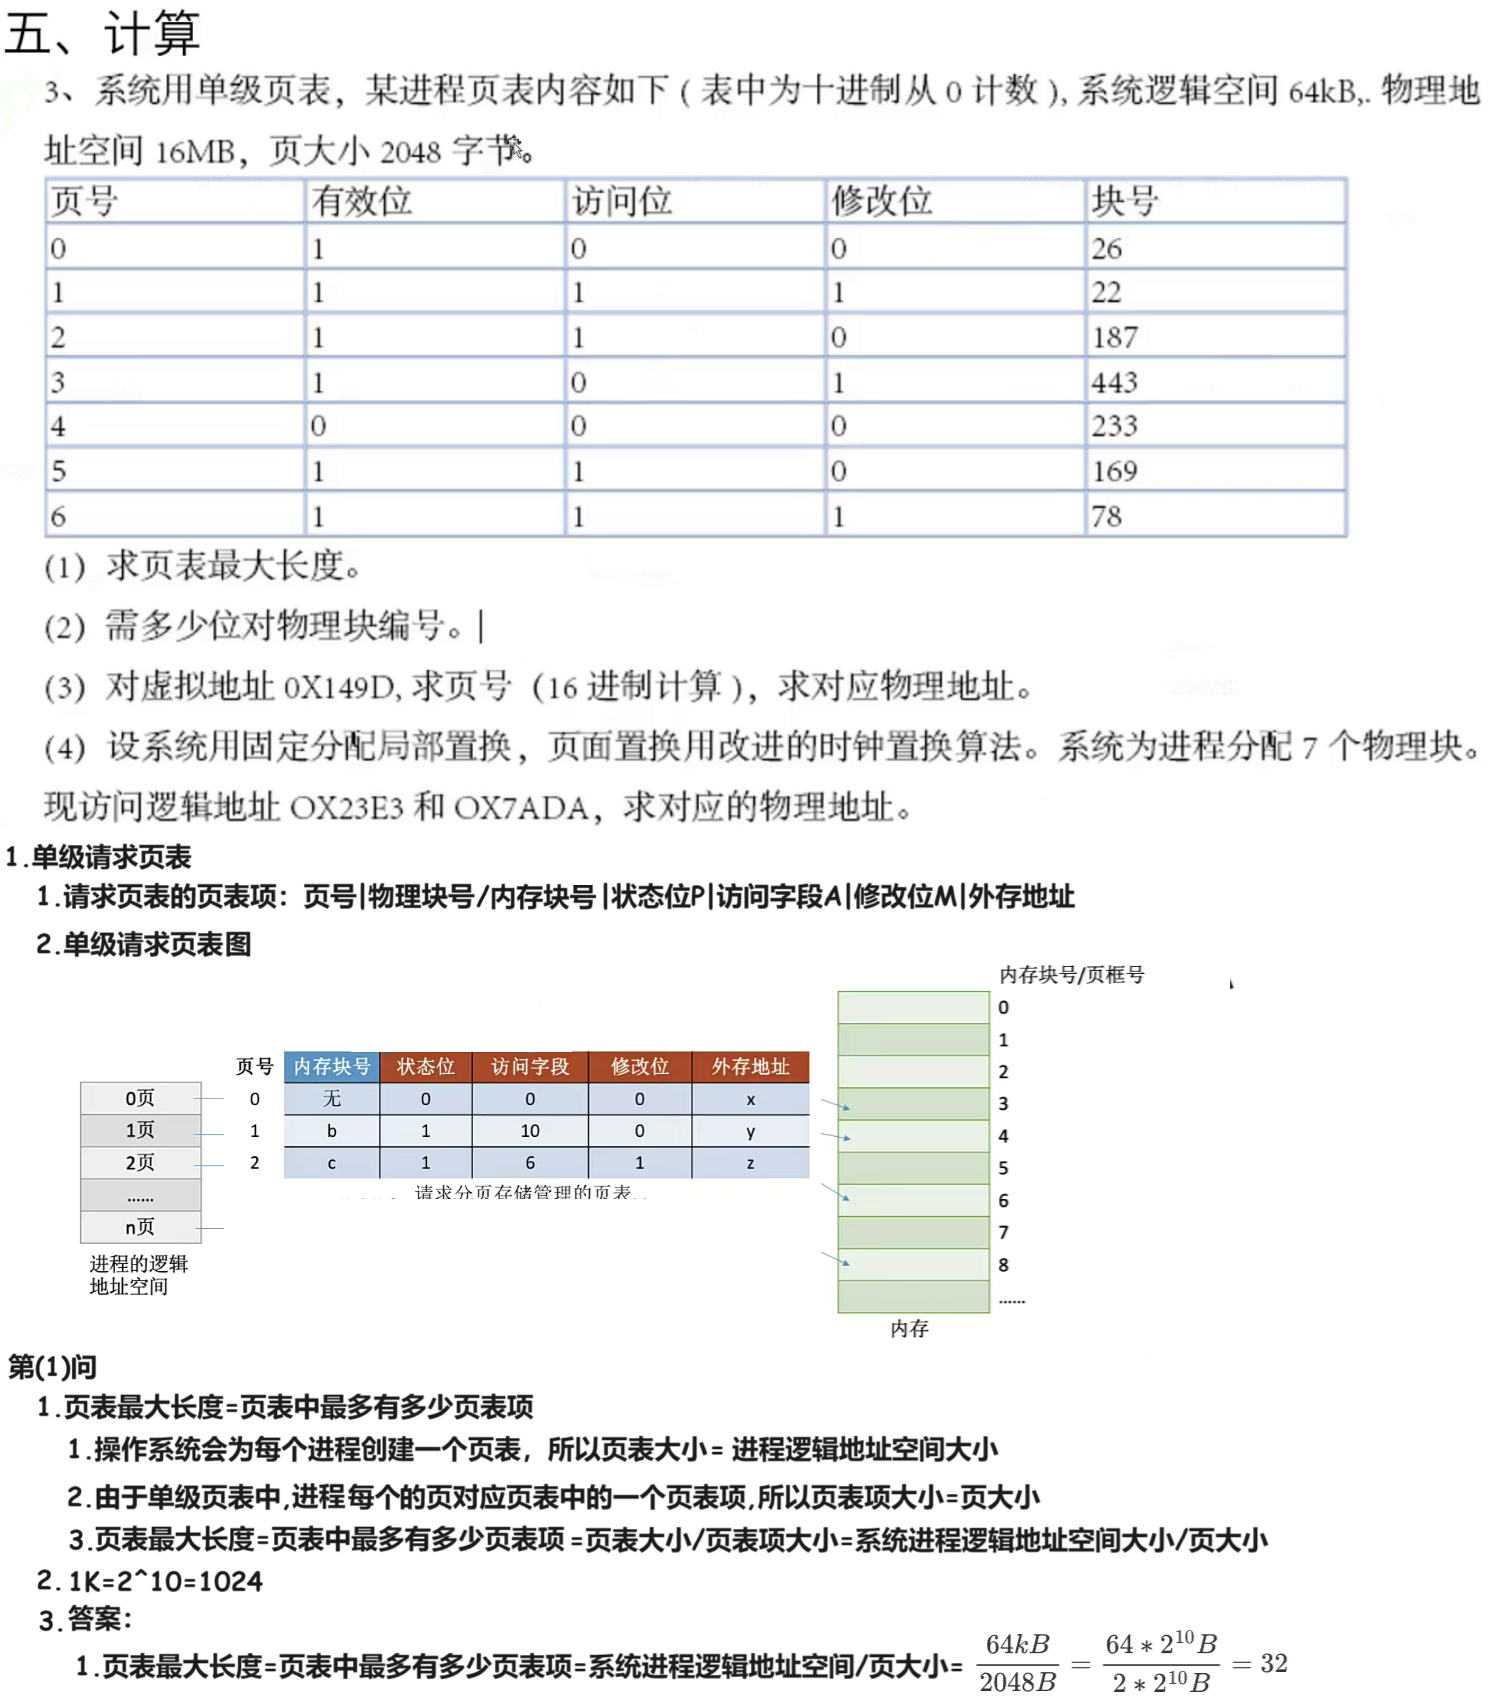 五、计算
3、系统用单级页表，某进程页表内容如下 ( 表中为十进制从 0 计数 ), 系统逻辑空间 64kB,. 物理地
址空间 16MB，页大小 2048 字节。
页号 有效位 访问位 修改位 块号
0 1 0 0 26
1 1 1 1 22
2 1 1 0 187
3 1 0 1 443
4 0 0 0 233
5 1 1 0 169
6 1 1 1 78
(1) 求页表最大长度。
(2) 需多少位对物理块编号。
(3) 对虚拟地址 0X149D, 求页号（16 进制计算 )，求对应物理地址。
(4) 设系统用固定分配局部置换，页面置换用改进的时钟置换算法。系统为进程分配 7 个物理块。
现访问逻辑地址 OX23E3 和 OX7ADA，求对应的物理地址。
1.单级请求页表
1.请求页表的页表项：页号|物理块号/内存块号|状态位P|访问字段A|修改位M|外存地址
2.单级请求页表图
内存块号/页框号
0
1
2
3
4
5
6
7
8
......
内存
页号 内存块号 状态位 访问字段 修改位 外存地址
0 无 0 0 0 x
1 b 1 10 0 y
2 c 1 6 1 z
请求分页存储管理的页表
0页
1页
2页
......
n页
进程的逻辑
地址空间
第(1)问
1.页表最大长度=页表中最多有多少页表项
1.操作系统会为每个进程创建一个页表，所以页表大小= 进程逻辑地址空间大小
2.由于单级页表中,进程每个的页对应页表中的一个页表项,所以页表项大小=页大小
3.页表最大长度=页表中最多有多少页表项 =页表大小/页表项大小=系统进程逻辑地址空间大小/页大小
2. 1K=2^10=1024
3.答案：
1.页表最大长度=页表中最多有多少页表项=系统进程逻辑地址空间/页大小= 64kB / 2048B = 64 * 2^10 B / 2 * 2^10 B = 32